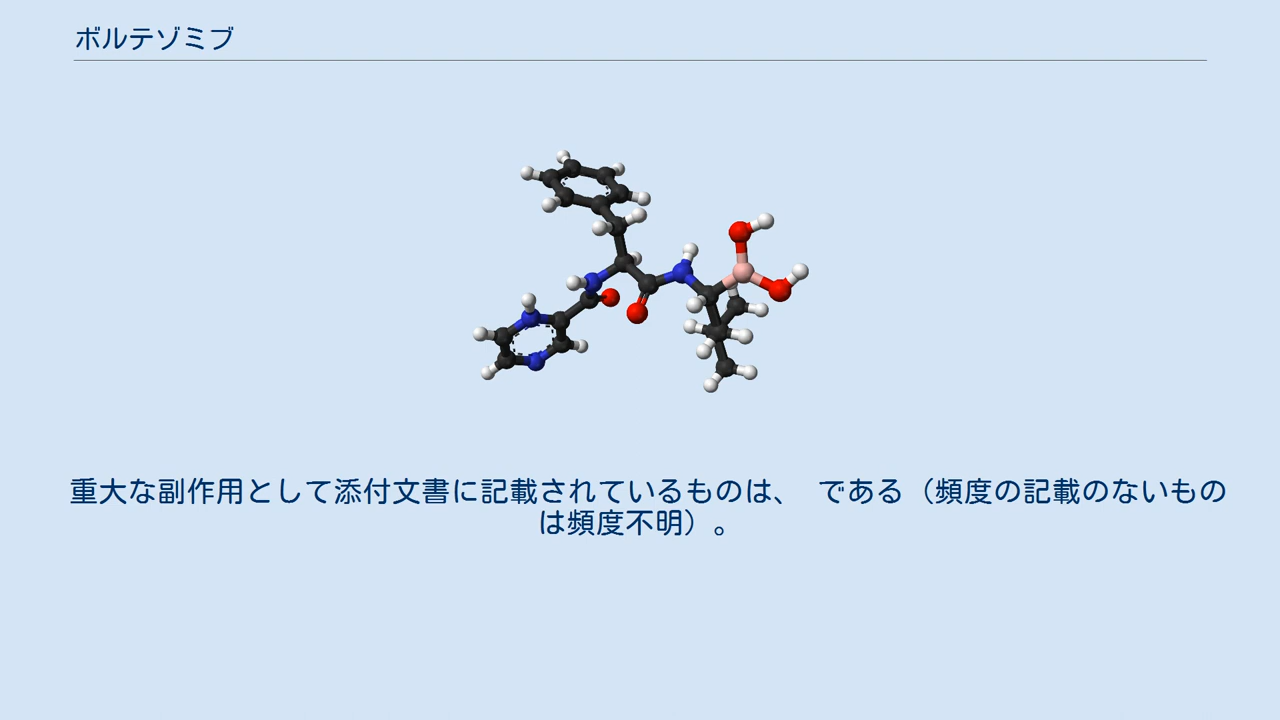 ボルテゾミブ
重大な副作用として添付文書に記載されているものは、 である（頻度の記載のないもの
は頻度不明）。